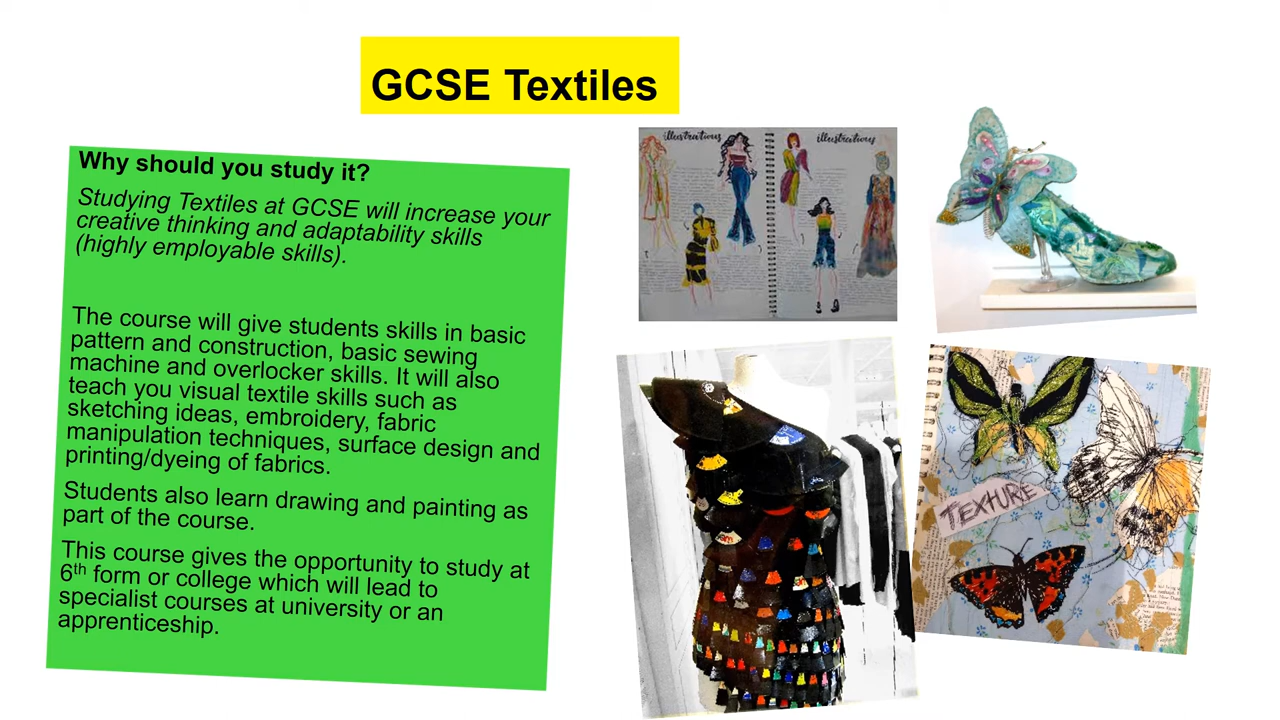 GCSE Textiles
Why should you study it?
Studying Textiles at GCSE will increase your
creative thinking and adaptability skills
(highly employable skills).
The course will give students skills in basic
pattern and construction, basic sewing
machine and overlocker skills. It will also
teach you visual textile skills such as
sketching ideas, embroidery, fabric
manipulation techniques, surface design and
printing/dyeing of fabrics.
Students also learn drawing and painting as
part of the course.
This course gives the opportunity to study at
6th form or college which will lead to
specialist courses at university or an
apprenticeship.
illustrations
illustrations
TEXTURE